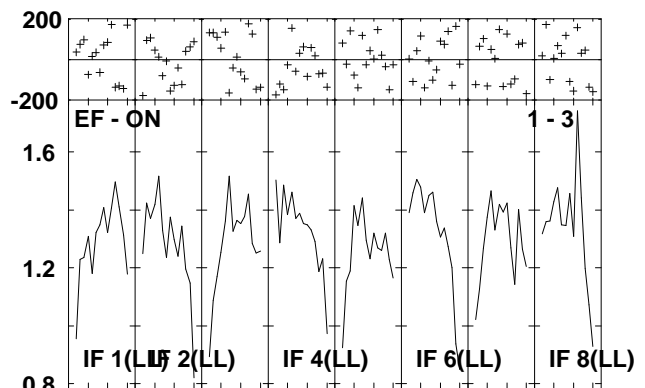 200
-200
EF - ON 1 - 3
1.6
1.2
IF 1(LL) IF 2(LL) IF 4(LL) IF 6(LL) IF 8(LL)
0.8